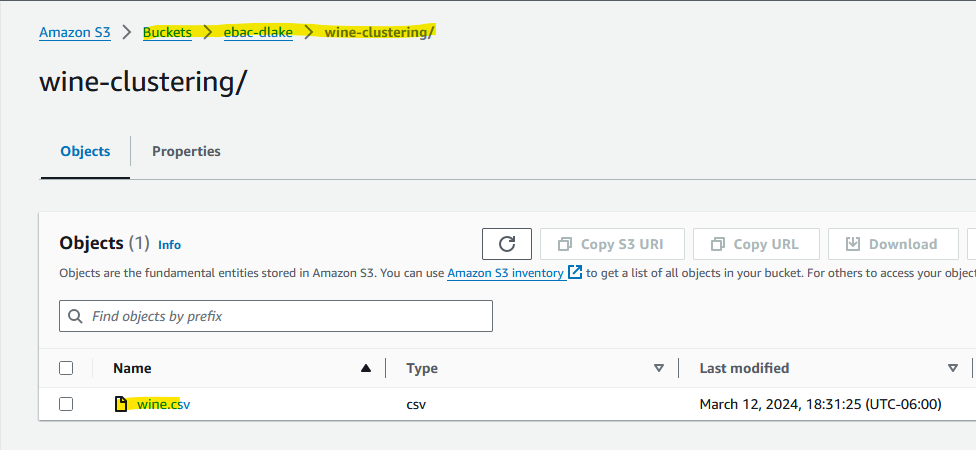 Amazon S3 > Buckets > ebac-dlake > wine-clustering/
wine-clustering/
Objects Properties
Objects (1) Info Copy S3 URI Copy URL Download
Objects are the fundamental entities stored in Amazon S3. You can use Amazon S3 inventory to get a list of all objects in your bucket. For others to access your object
Find objects by prefix
Name Type Last modified
wine.csv csv March 12, 2024, 18:31:25 (UTC-06:00)